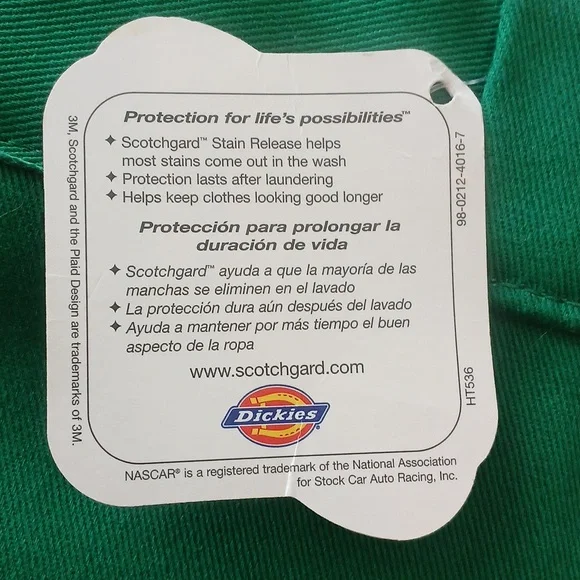 Protection for life's possibilities™
✦ Scotchgard™ Stain Release helps
most stains come out in the wash
✦ Protection lasts after laundering
✦ Helps keep clothes looking good longer
Protección para prolongar la
duración de vida
✦ Scotchgard™ ayuda a que la mayoría de las
manchas se eliminen en el lavado
✦ La protección dura aún después del lavado
✦ Ayuda a mantener por más tiempo el buen
aspecto de la ropa
www.scotchgard.com
Dickies®
NASCAR® is a registered trademark of the National Association
for Stock Car Auto Racing, Inc.
3M, Scotchgard and the Plaid Design are trademarks of 3M.
98-0212-4016-7
HT536